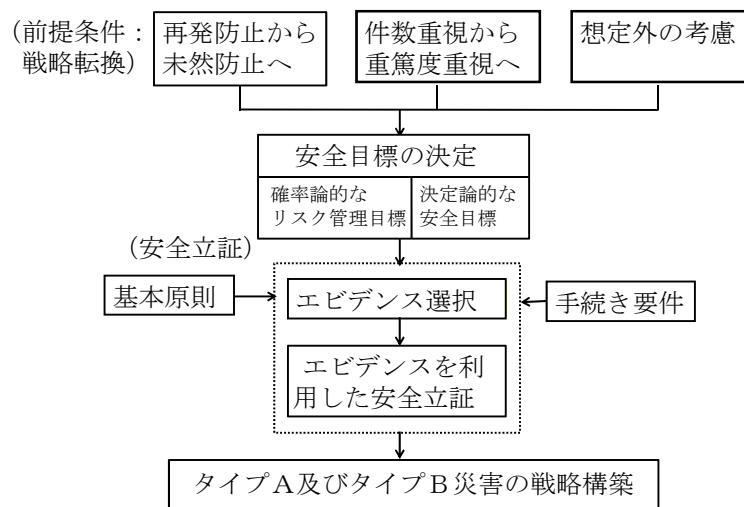 （前提条件：
戦略転換）
再発防止から
未然防止へ
件数重視から
重篤度重視へ
想定外の考慮
安全目標の決定
確率論的な
リスク管理目標
決定論的な
安全目標
（安全立証）
基本原則
エビデンス選択
手続き要件
エビデンスを利
用した安全立証
タイプＡ及びタイプＢ災害の戦略構築